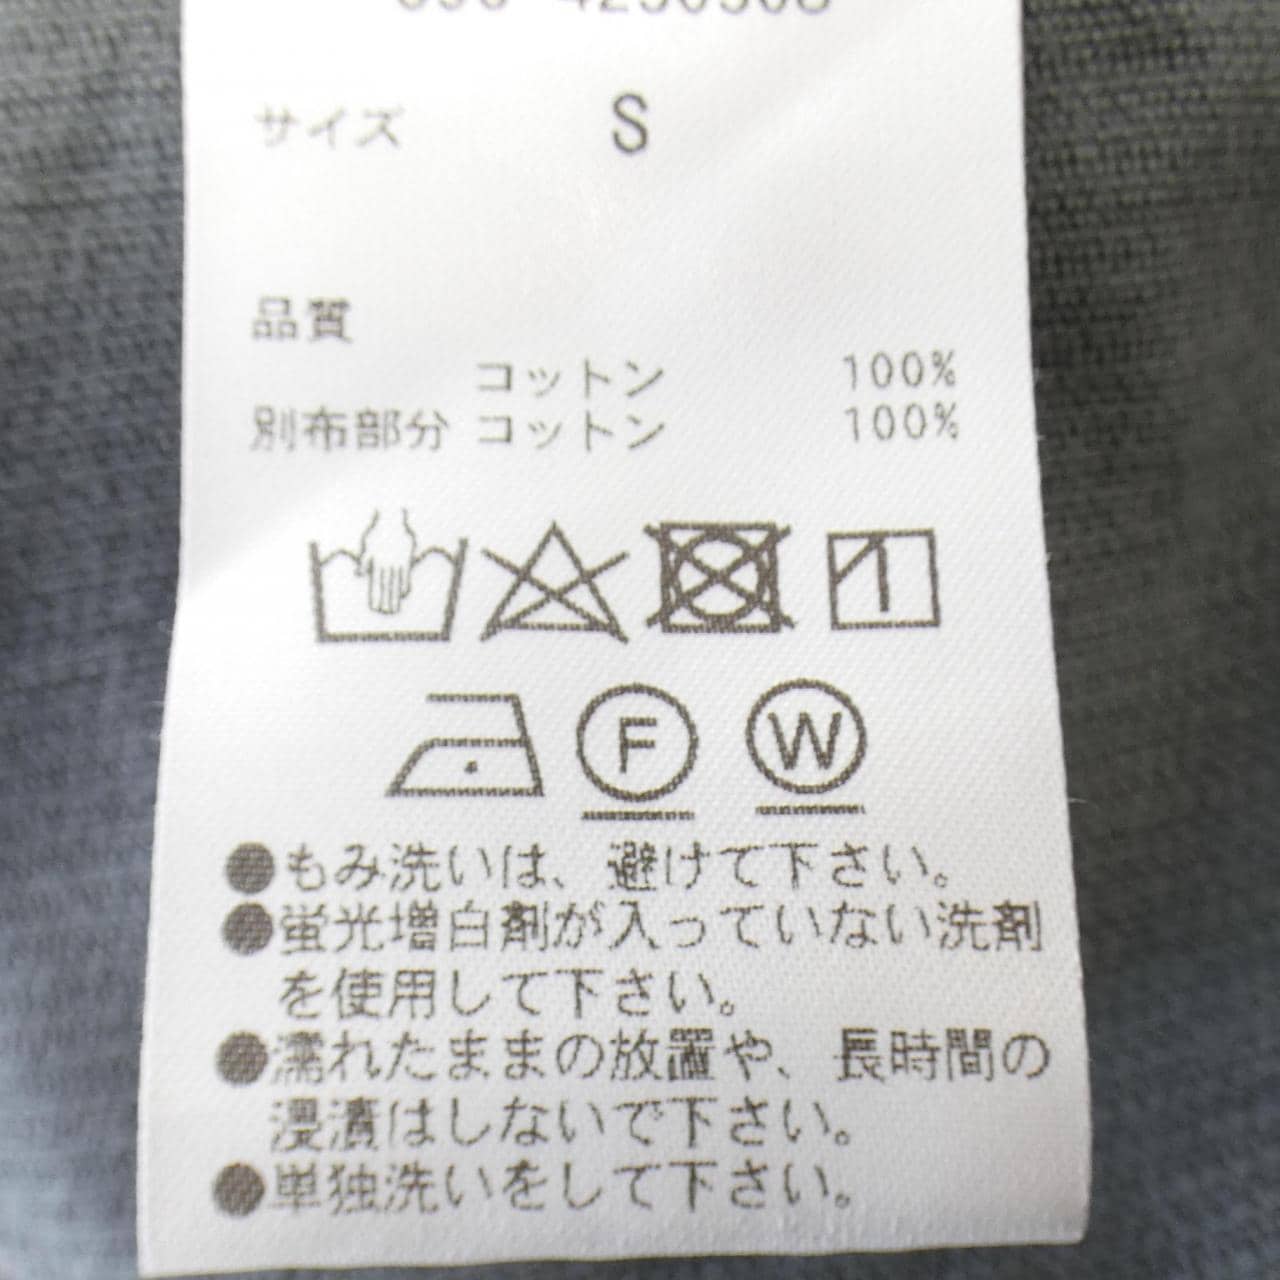 サイズ S
品質
コットン 100%
別布部分 コットン 100%
F W
●もみ洗いは、避けて下さい。
●蛍光増白剤が入っていない洗剤
を使用して下さい。
●濡れたままの放置や、長時間の
浸漬はしないで下さい。
●単独洗いをして下さい。